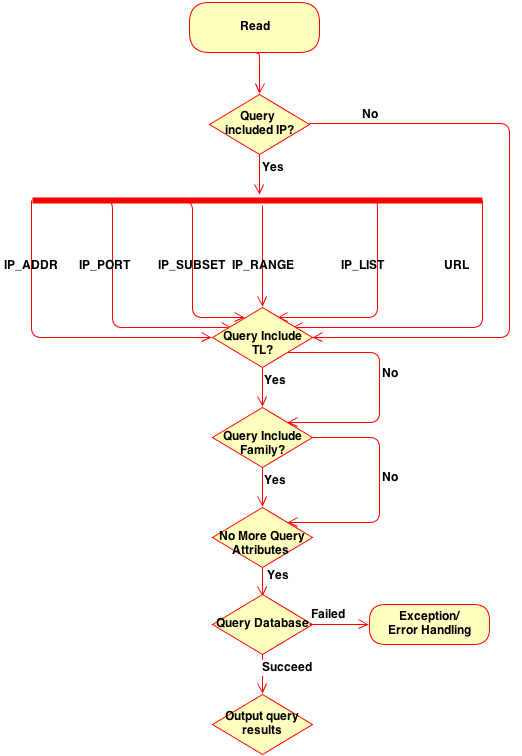 Read
Query
included IP?
No
Yes
IP_ADDR IP_PORT IP_SUBSET IP_RANGE IP_LIST URL
Query Include
TL?
No
Yes
Query Include
Family?
No
Yes
No More Query
Attributes
Yes
Query Database
Failed
Exception/
Error Handling
Succeed
Output query
results